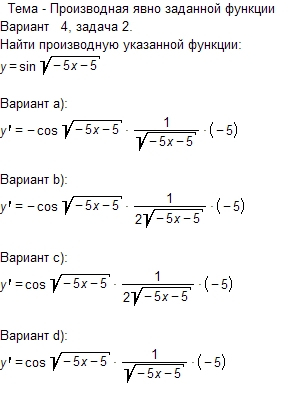 Тема - Производная явно заданной функции
Вариант 4, задача 2.
Найти производную указанной функции:
y = sin √(−5x − 5)
Вариант a):
y' = − cos √(−5x − 5) · 1/√(−5x − 5) · (−5)
Вариант b):
y' = − cos √(−5x − 5) · 1/(2√(−5x − 5)) · (−5)
Вариант c):
y' = cos √(−5x − 5) · 1/(2√(−5x − 5)) · (−5)
Вариант d):
y' = cos √(−5x − 5) · 1/√(−5x − 5) · (−5)